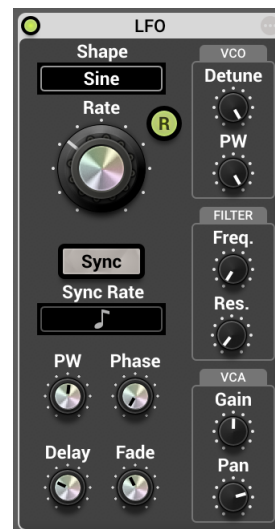 LFO
Shape
Sine
Rate
R
Sync
Sync Rate
PW Phase
Delay Fade
VCO
Detune
PW
FILTER
Freq.
Res.
VCA
Gain
Pan